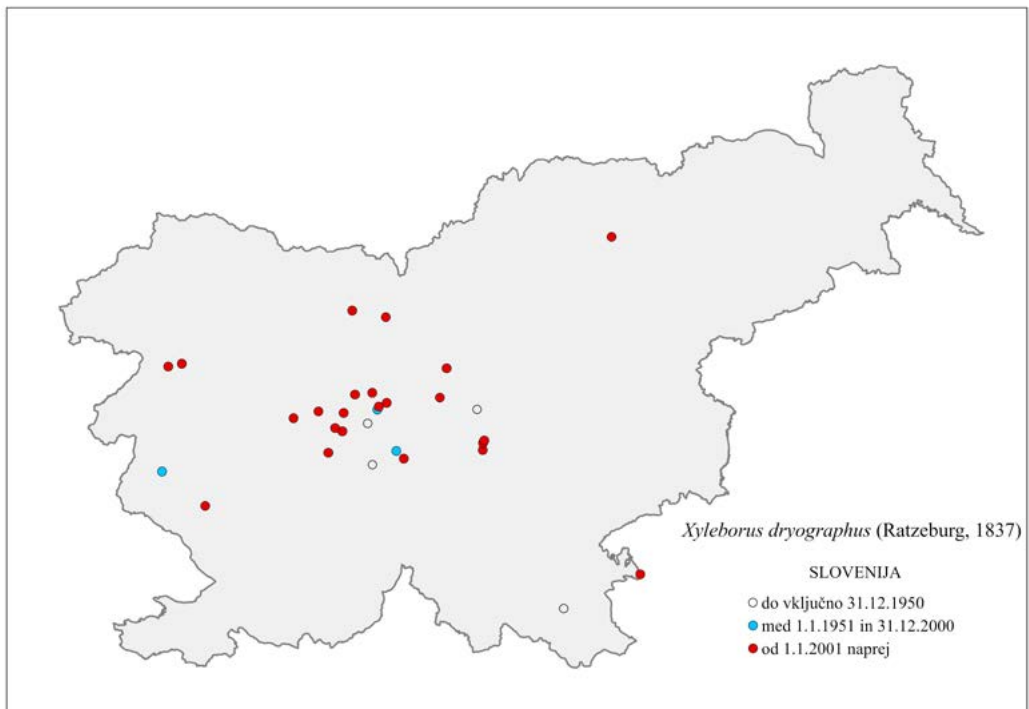 Xyleborus dryographus (Ratzeburg, 1837)
SLOVENIJA
do vključno 31.12.1950
med 1.1.1951 in 31.12.2000
od 1.1.2001 naprej